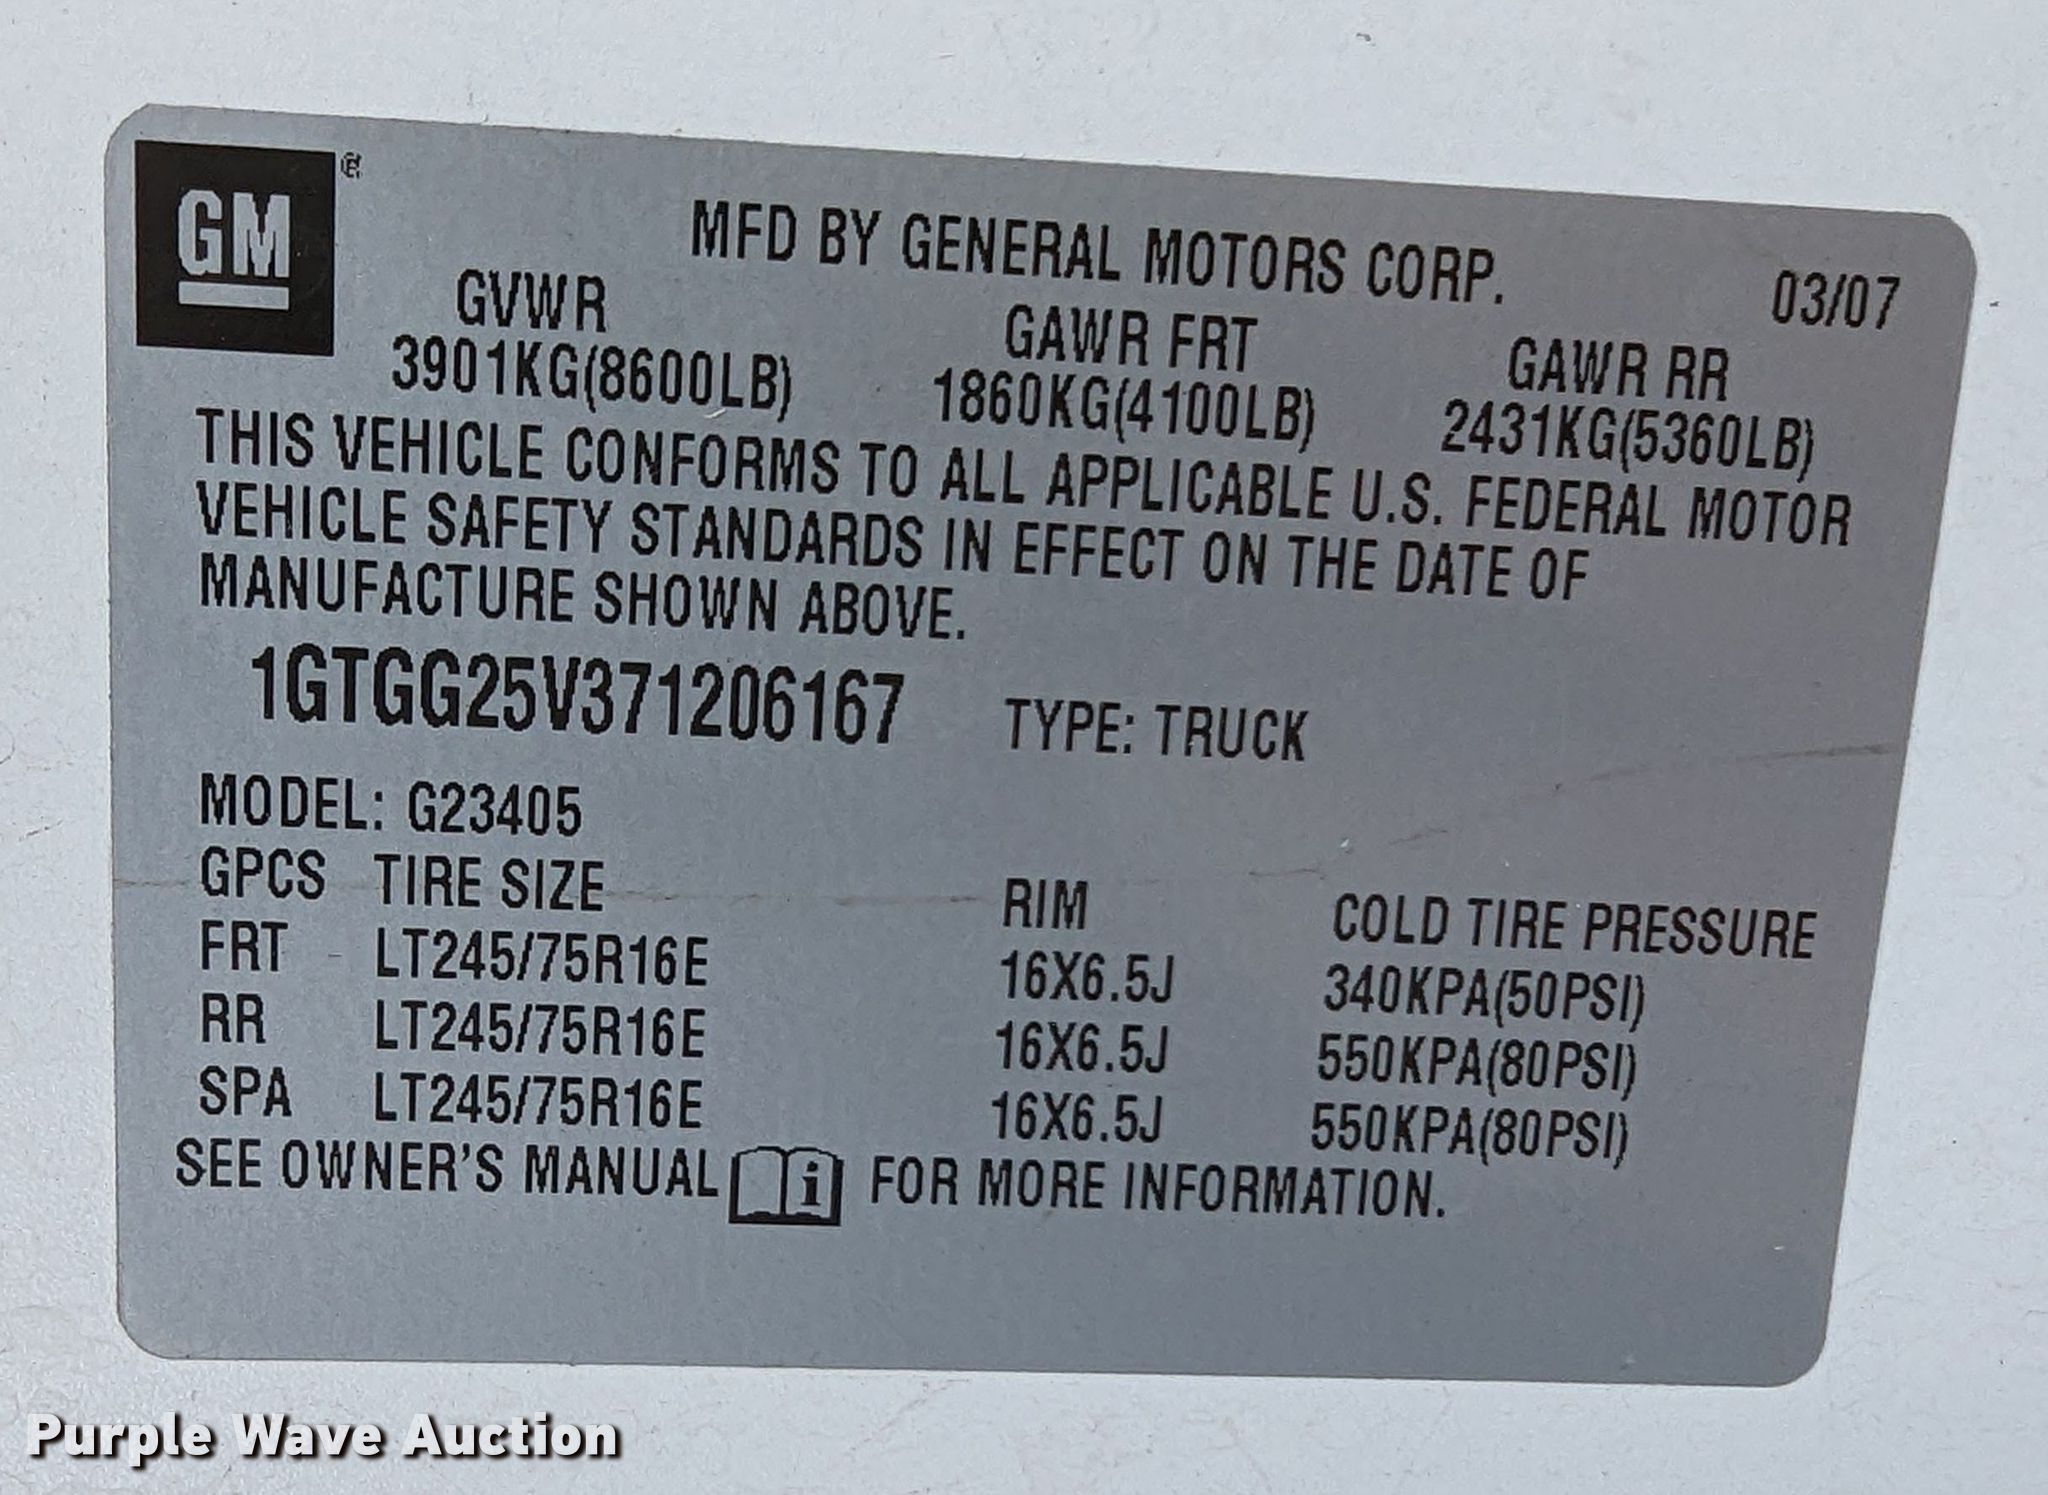 GM®
MFD BY GENERAL MOTORS CORP.
03/07
GVWR GAWR FRT GAWR RR
3901KG(8600LB) 1860KG(4100LB) 2431KG(5360LB)
THIS VEHICLE CONFORMS TO ALL APPLICABLE U.S. FEDERAL MOTOR
VEHICLE SAFETY STANDARDS IN EFFECT ON THE DATE OF
MANUFACTURE SHOWN ABOVE.
1GTGG25V371206167 TYPE: TRUCK
MODEL: G23405
GPCS TIRE SIZE RIM COLD TIRE PRESSURE
FRT LT245/75R16E 16X6.5J 340KPA(50PSI)
RR LT245/75R16E 16X6.5J 550KPA(80PSI)
SPA LT245/75R16E 16X6.5J 550KPA(80PSI)
SEE OWNER'S MANUAL i FOR MORE INFORMATION.
Purple Wave Auction